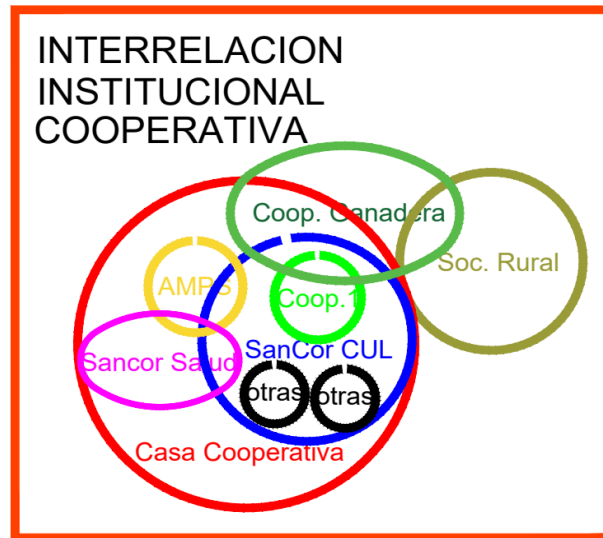 INTERRELACION
INSTITUCIONAL
COOPERATIVA
Coop. Ganadera
Soc. Rural
AMPS
Coop.1
SanCor CUL
Sancor Salud
otras
otras
Casa Cooperativa